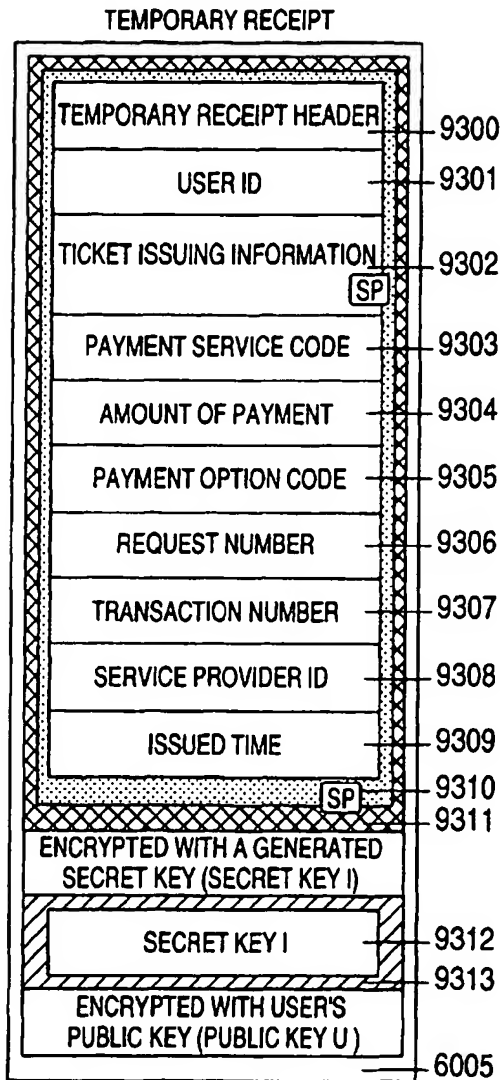 TEMPORARY RECEIPT
TEMPORARY RECEIPT HEADER
9300
USER ID
9301
TICKET ISSUING INFORMATION
9302
SP
PAYMENT SERVICE CODE
9303
AMOUNT OF PAYMENT
9304
PAYMENT OPTION CODE
9305
REQUEST NUMBER
9306
TRANSACTION NUMBER
9307
SERVICE PROVIDER ID
9308
ISSUED TIME
9309
SP
9310
9311
ENCRYPTED WITH A GENERATED
SECRET KEY (SECRET KEY I)
SECRET KEY I
9312
9313
ENCRYPTED WITH USER'S
PUBLIC KEY (PUBLIC KEY U)
6005